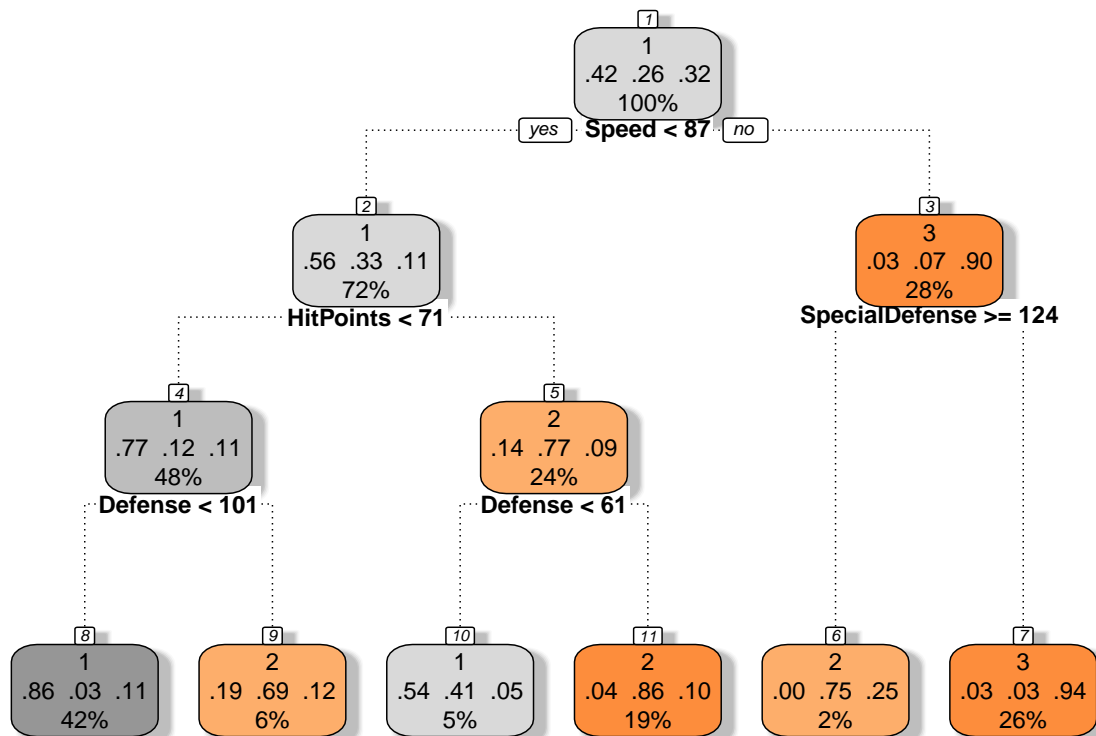 1
1
.42 .26 .32
100%
yes Speed < 87 no
2
1
.56 .33 .11
72%
HitPoints < 71
3
3
.03 .07 .90
28%
SpecialDefense >= 124
4
1
.77 .12 .11
48%
Defense < 101
5
2
.14 .77 .09
24%
Defense < 61
8
1
.86 .03 .11
42%
9
2
.19 .69 .12
6%
10
1
.54 .41 .05
5%
11
2
.04 .86 .10
19%
6
2
.00 .75 .25
2%
7
3
.03 .03 .94
26%